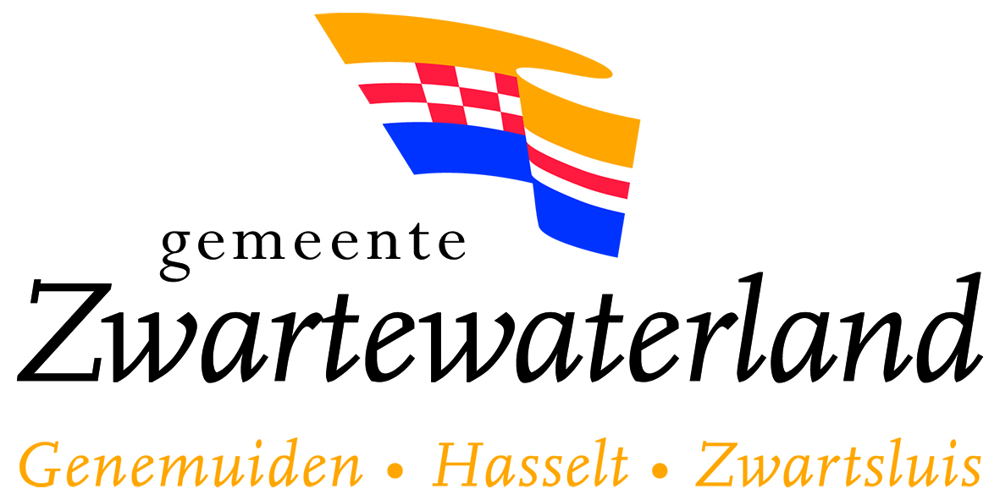 gemeente
Zwartewaterland
Genemuiden • Hasselt • Zwartsluis